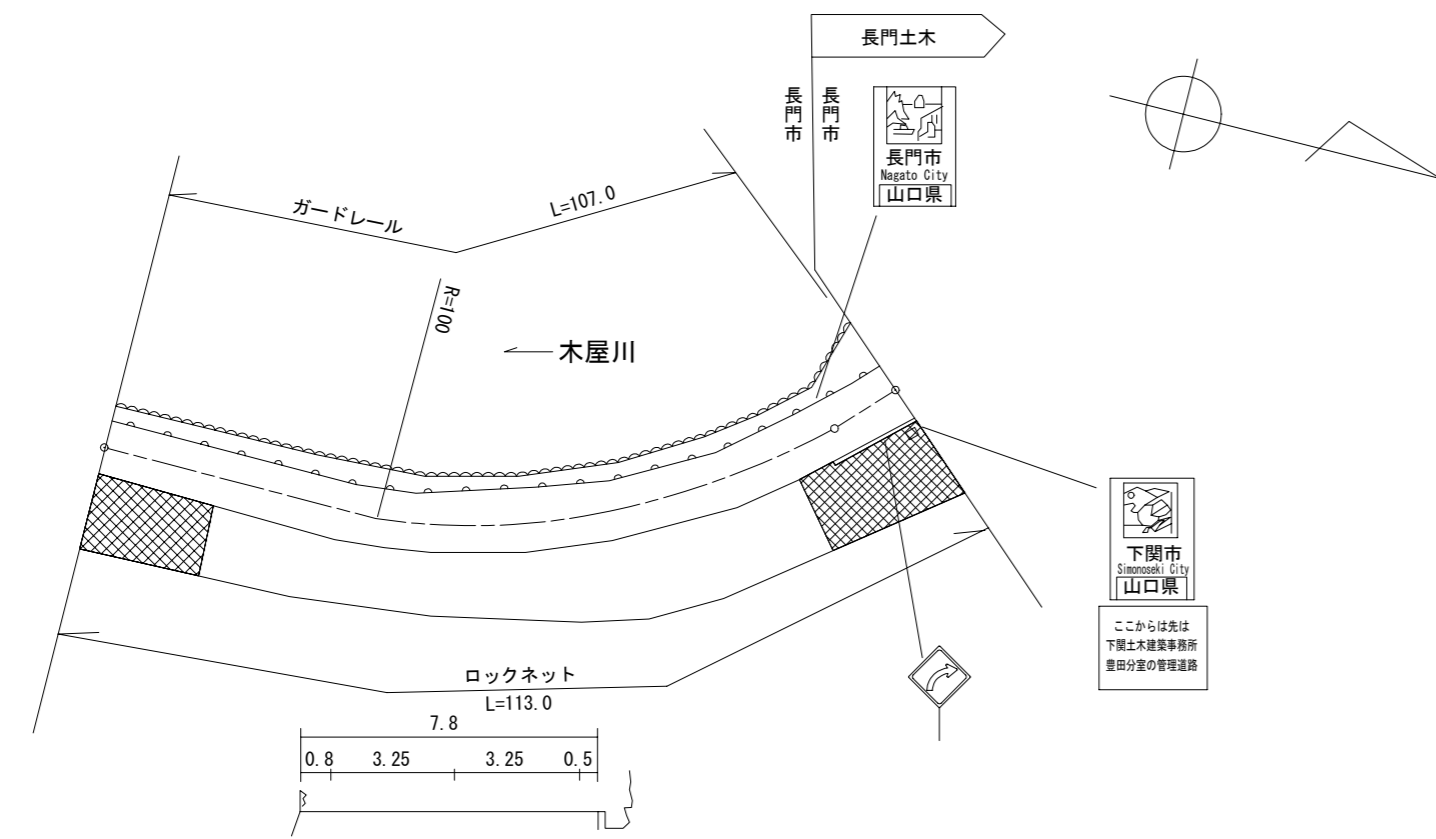 長門土木
長門市
長門市
長門市
Nagato City
山口県
ガードレール
L=107.0
R=100
木屋川
下関市
Simonoseki City
山口県
ここからは先は
下関土木建築事務所
豊田分室の管理道路
ロックネット
L=113.0
7.8
0.8 3.25 3.25 0.5